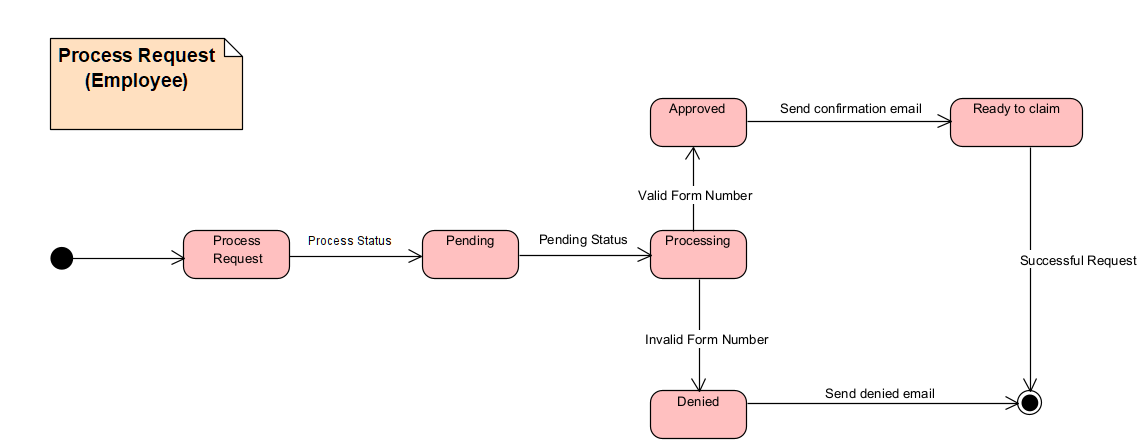 Process Request
(Employee)
Approved
Send confirmation email
Ready to claim
Valid Form Number
Process
Request
Process Status
Pending
Pending Status
Processing
Successful Request
Invalid Form Number
Denied
Send denied email